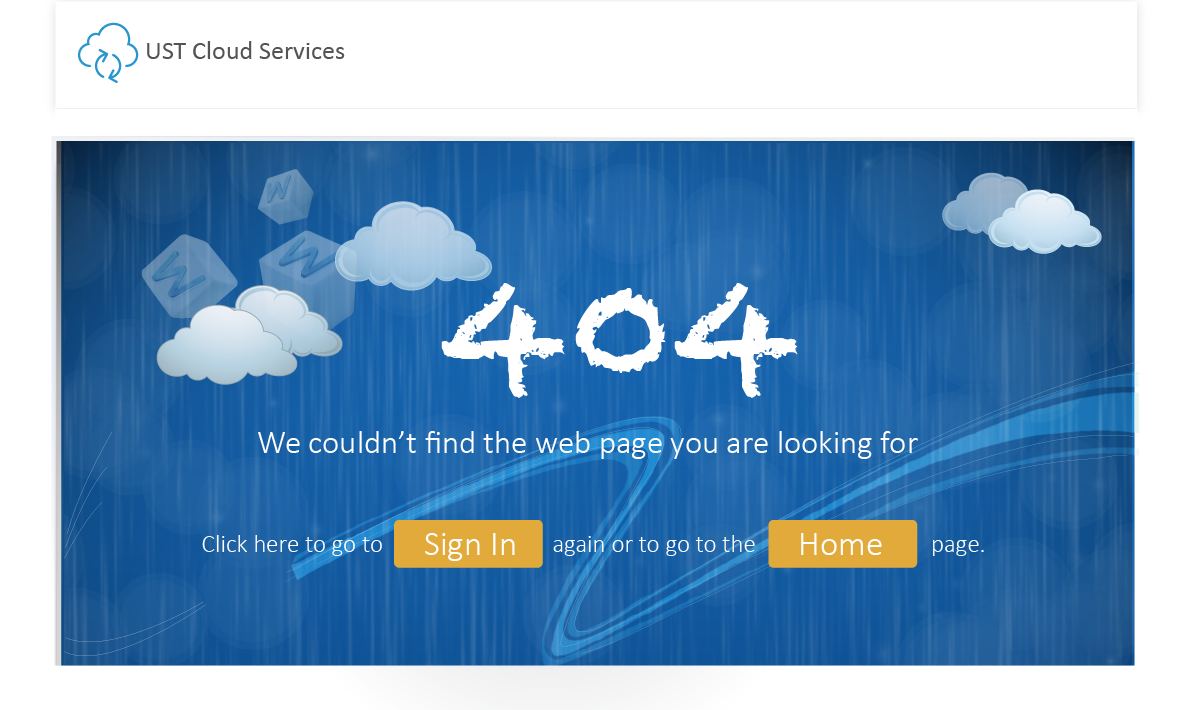 UST Cloud Services
W
W
W
404
We couldn’t find the web page you are looking for
Click here to go to Sign In again or to go to the Home page.